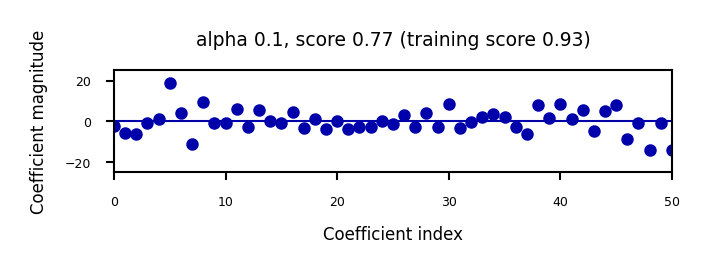 alpha 0.1, score 0.77 (training score 0.93)
Coefficient magnitude
20
0
−20
0 10 20 30 40 50
Coefficient index